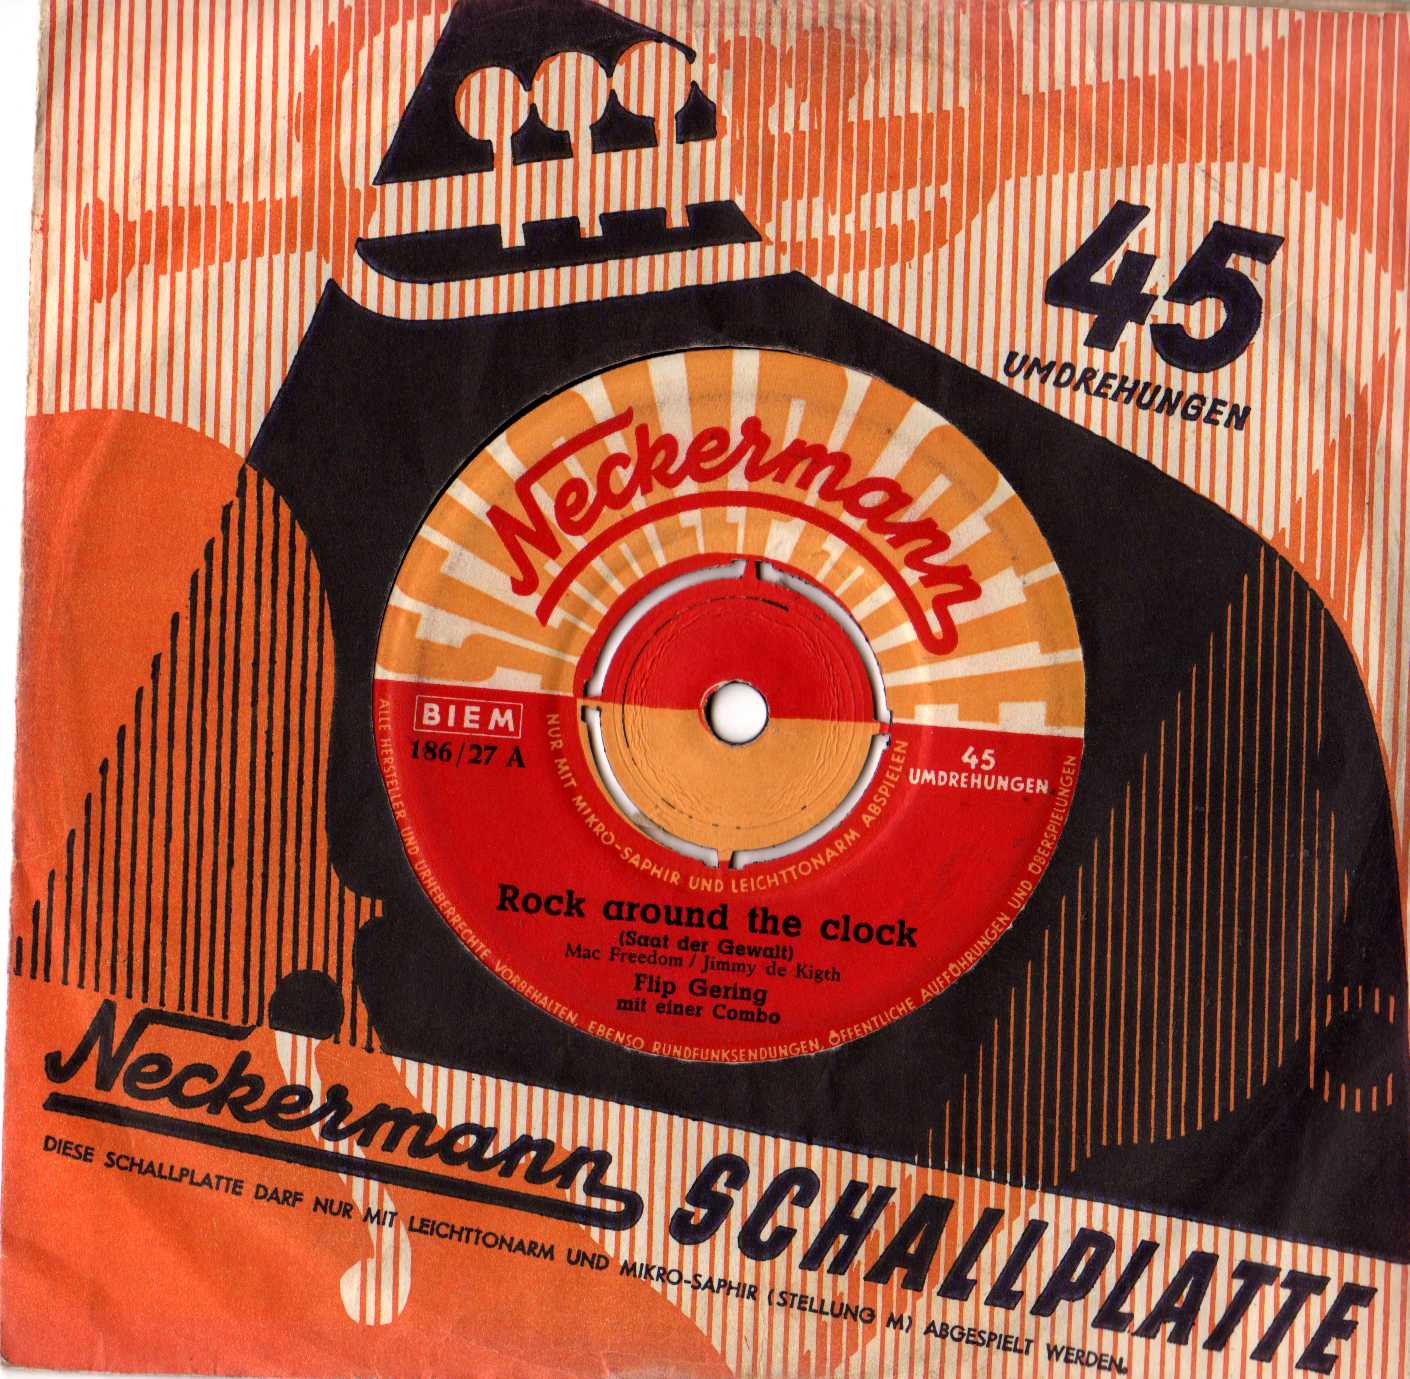 45
UMDREHUNGEN
Neckermann
SCHALLPLATTE
BIEM
186/27 A
45
UMDREHUNGEN
NUR MIT MIKRO-SAPHIR UND LEICHTTONARM ABSPIELEN
Rock around the clock
(Saat der Gewalt)
Mac Freedom / Jimmy de Kigth
Flip Gering
mit einer Combo
ALLE HERSTELLER UND URHEBERRECHTE VORBEHALTEN, EBENSO RUNDFUNKSENDUNGEN, ÖFFENTLICHE AUFFÜHRUNGEN UND ÜBERSPIELUNGEN
Neckermann SCHALLPLATTE
DIESE SCHALLPLATTE DARF NUR MIT LEICHTTONARM UND MIKRO-SAPHIR (STELLUNG M) ABGESPIELT WERDEN.